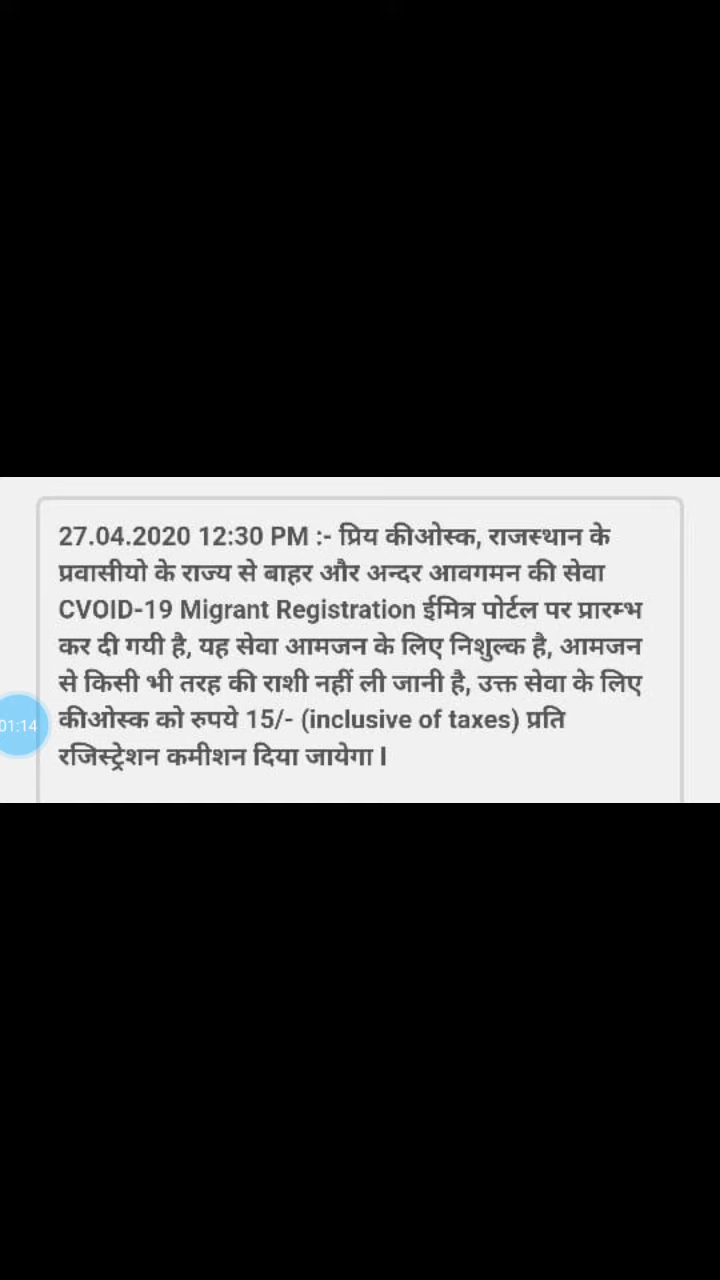 27.04.2020 12:30 PM :- प्रिय कीओस्क, राजस्थान के
प्रवासीयो के राज्य से बाहर और अन्दर आवगमन की सेवा
CVOID-19 Migrant Registration ईमित्र पोर्टल पर प्रारम्भ
कर दी गयी है, यह सेवा आमजन के लिए निशुल्क है, आमजन
से किसी भी तरह की राशी नहीं ली जानी है, उक्त सेवा के लिए
कीओस्क को रुपये 15/- (inclusive of taxes) प्रति
रजिस्ट्रेशन कमीशन दिया जायेगा I
01:14